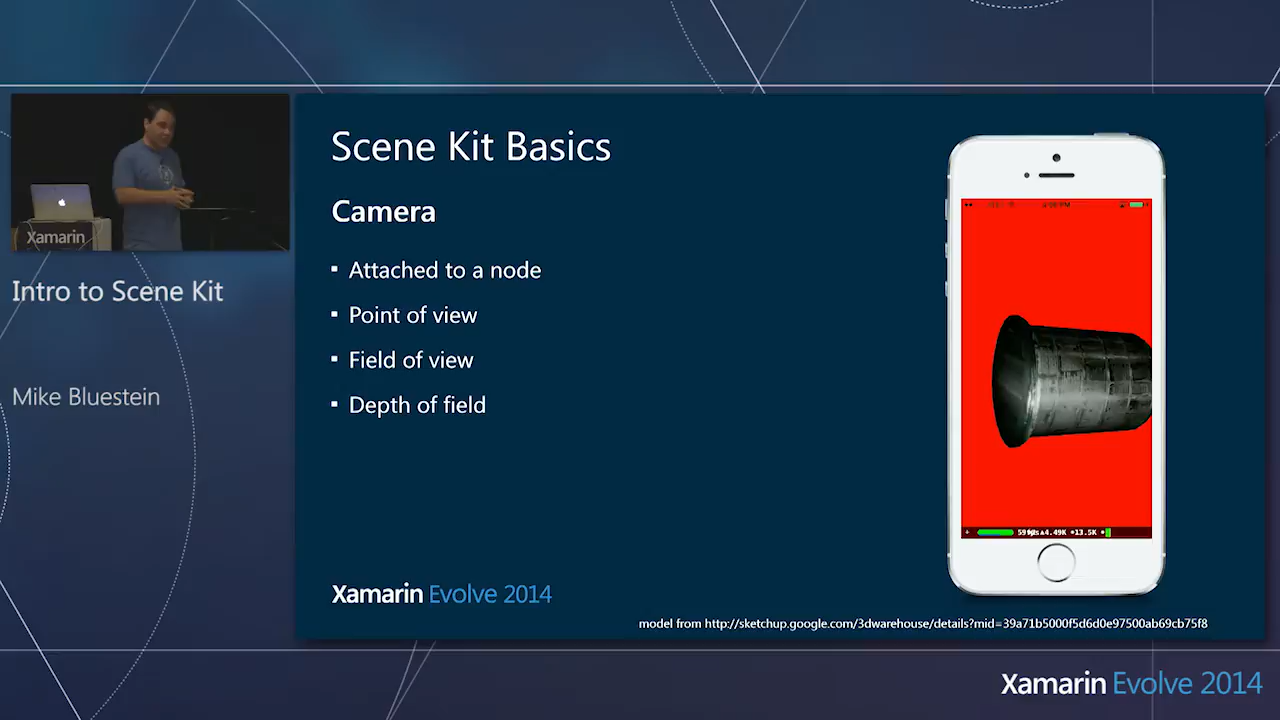 Xamarin
Intro to Scene Kit
Mike Bluestein
Scene Kit Basics
Camera
▪ Attached to a node
▪ Point of view
▪ Field of view
▪ Depth of field
Xamarin Evolve 2014
model from http://sketchup.google.com/3dwarehouse/details?mid=39a71b5000f5d6d0e97500ab69cb75f8
Xamarin Evolve 2014